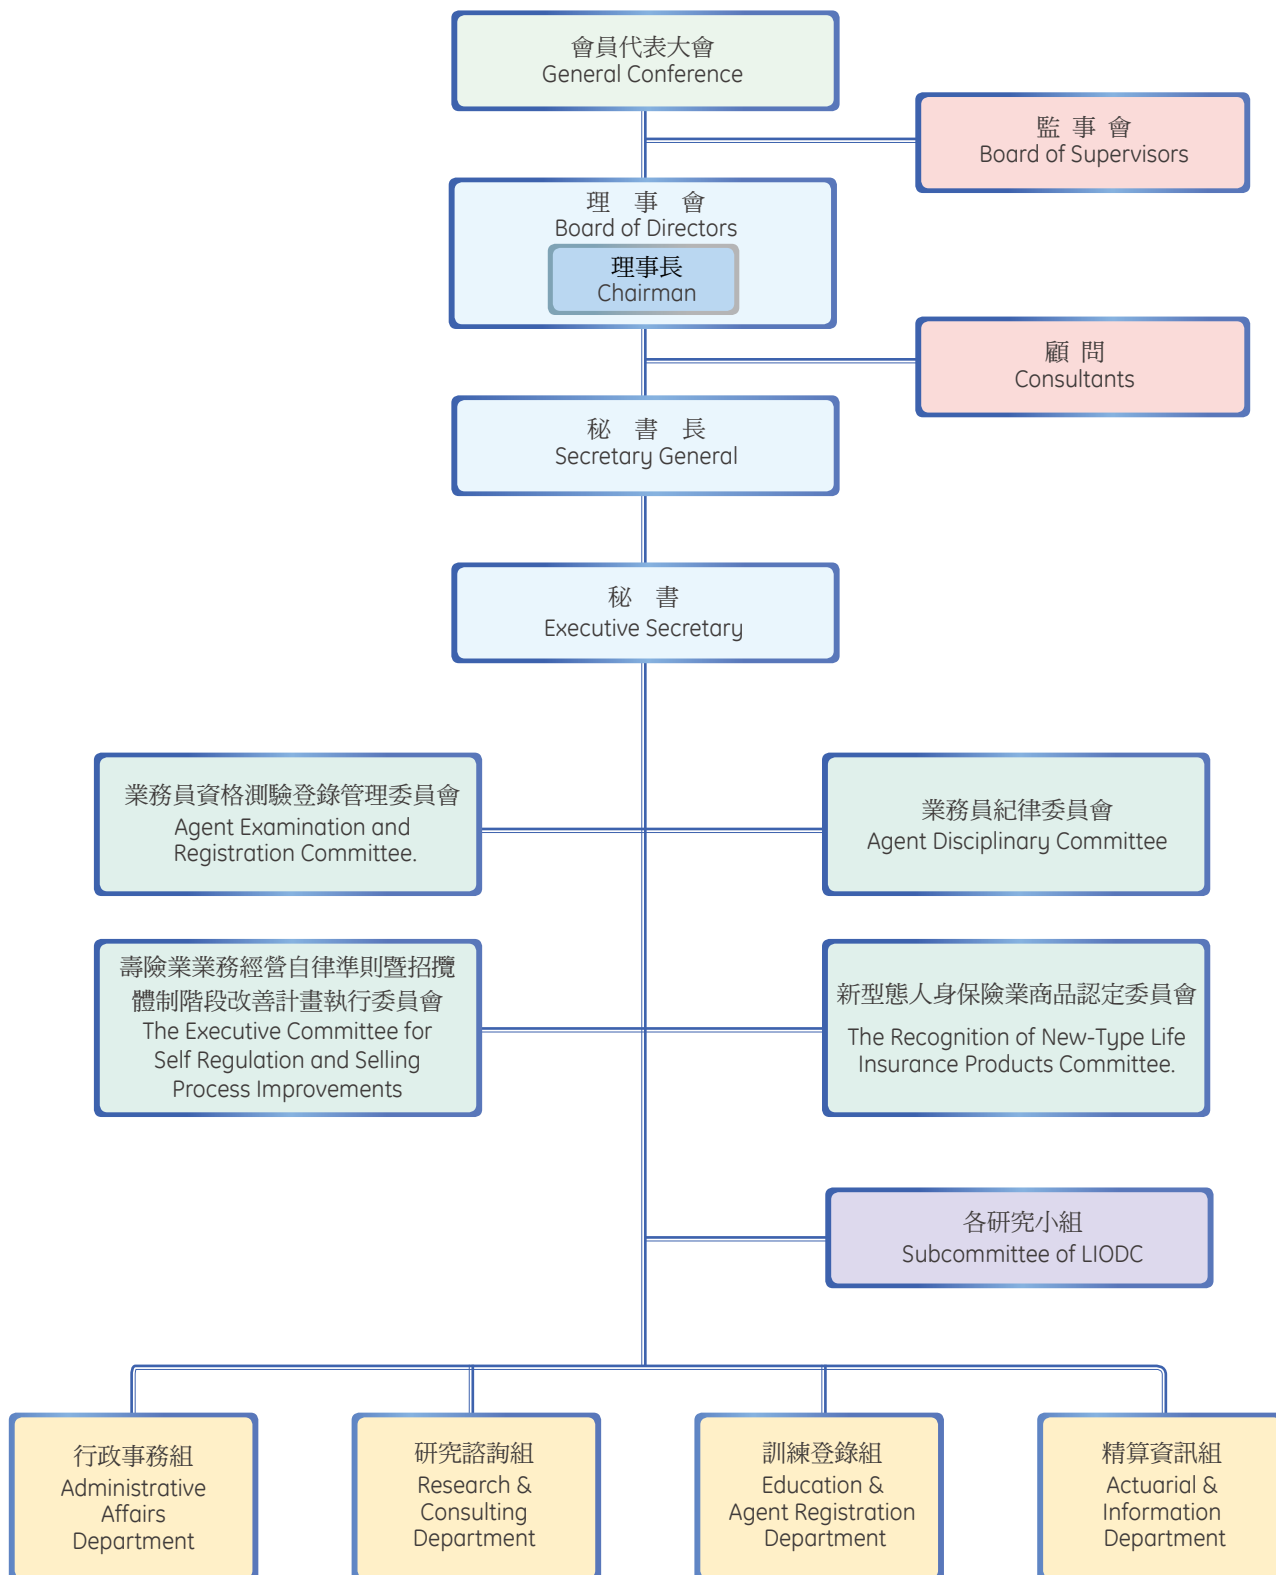 會員代表大會
General Conference
監 事 會
Board of Supervisors
理 事 會
Board of Directors
理事長
Chairman
顧 問
Consultants
秘 書 長
Secretary General
秘 書
Executive Secretary
業務員資格測驗登錄管理委員會
Agent Examination and
Registration Committee.
業務員紀律委員會
Agent Disciplinary Committee
壽險業業務經營自律準則暨招攬
體制階段改善計畫執行委員會
The Executive Committee for
Self Regulation and Selling
Process Improvements
新型態人身保險業商品認定委員會
The Recognition of New-Type Life
Insurance Products Committee.
各研究小組
Subcommittee of LIODC
行政事務組
Administrative
Affairs
Department
研究諮詢組
Research &
Consulting
Department
訓練登錄組
Education &
Agent Registration
Department
精算資訊組
Actuarial &
Information
Department